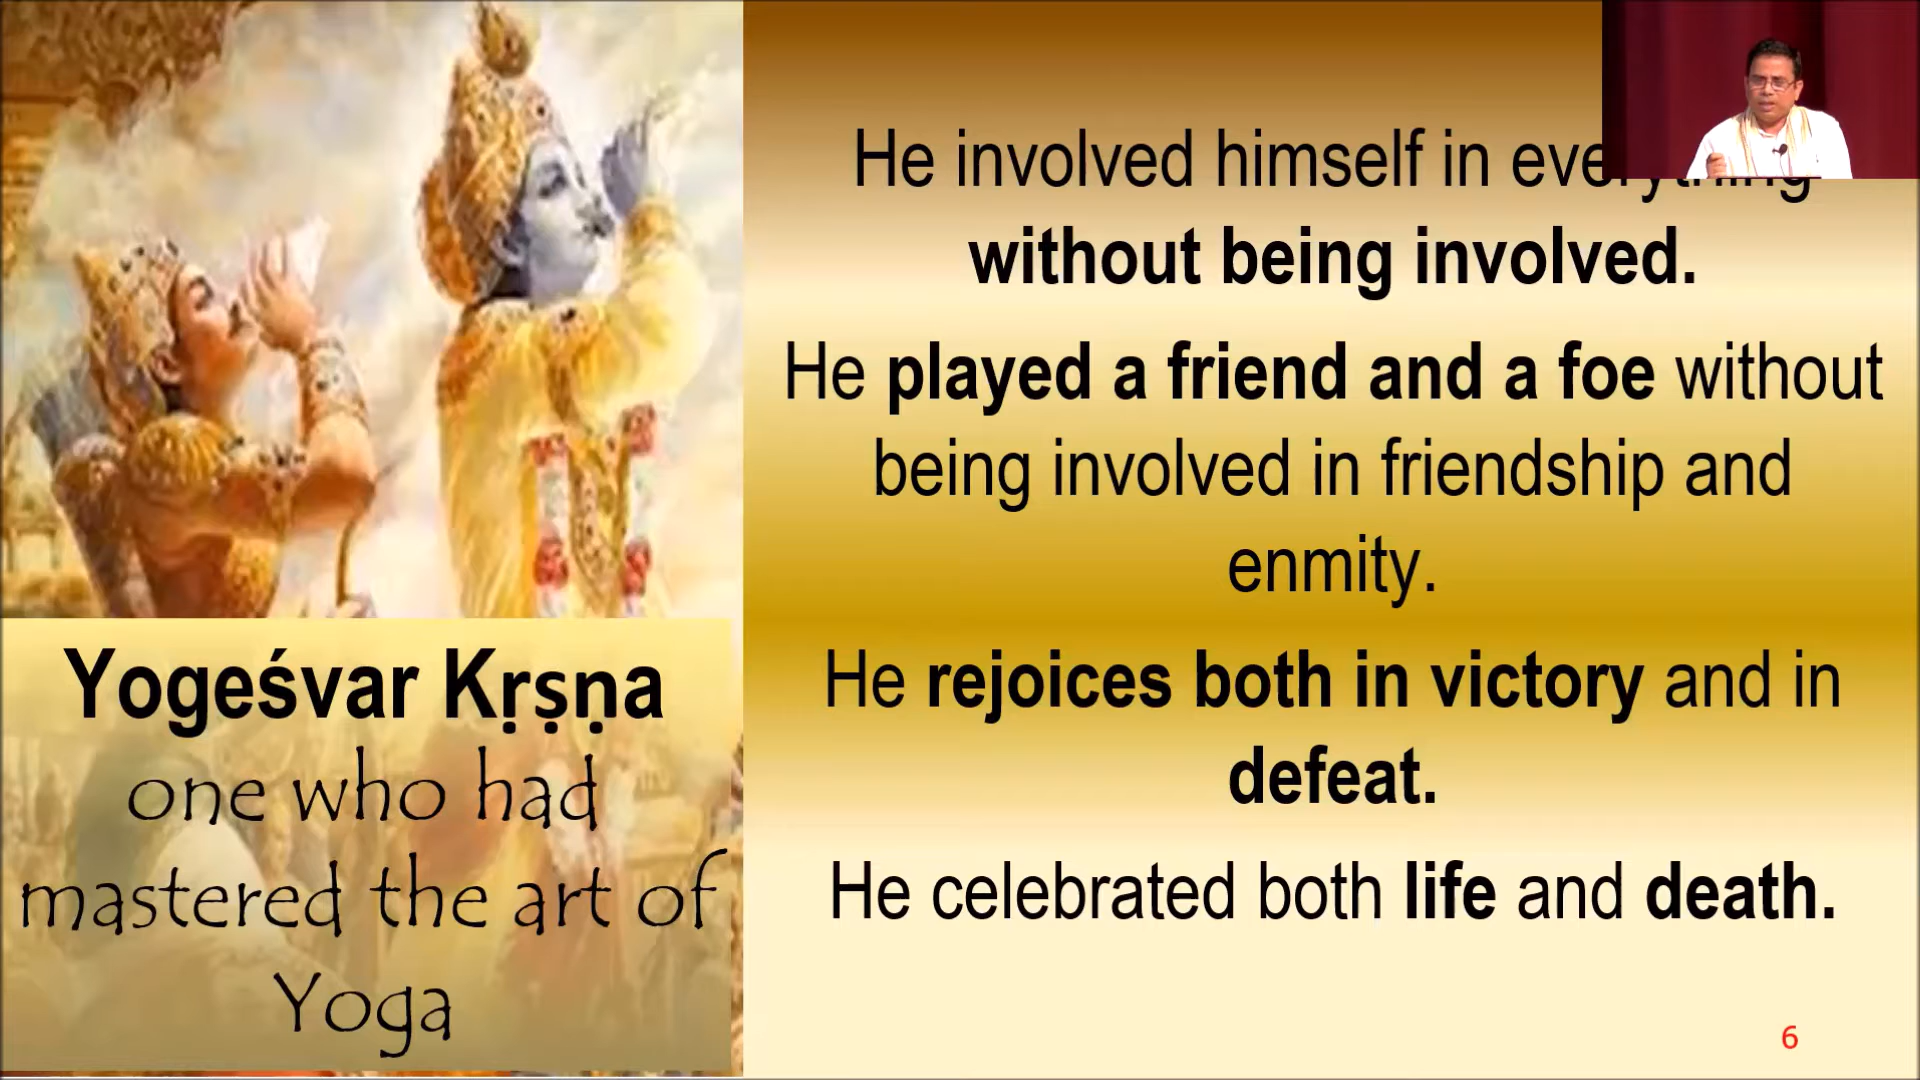 He involved himself in everything
without being involved.
He played a friend and a foe without
being involved in friendship and
enmity.
He rejoices both in victory and in
defeat.
He celebrated both life and death.
Yogeśvar Kṛṣṇa
one who had
mastered the art of
Yoga
6